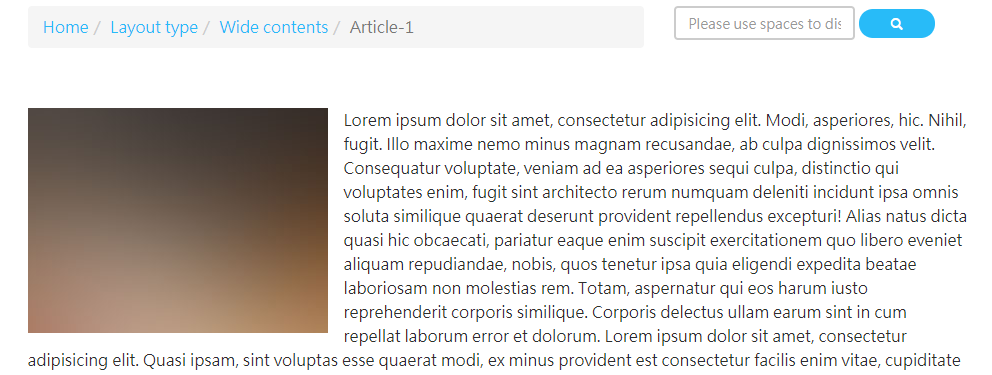 Home / Layout type / Wide contents / Article-1
Please use spaces to dis
Lorem ipsum dolor sit amet, consectetur adipisicing elit. Modi, asperiores, hic. Nihil,
fugit. Illo maxime nemo minus magnam recusandae, ab culpa dignissimos velit.
Consequatur voluptate, veniam ad ea asperiores sequi culpa, distinctio qui
voluptates enim, fugit sint architecto rerum numquam deleniti incidunt ipsa omnis
soluta similique quaerat deserunt provident repellendus excepturi! Alias natus dicta
quasi hic obcaecati, pariatur eaque enim suscipit exercitationem quo libero eveniet
aliquam repudiandae, nobis, quos tenetur ipsa quia eligendi expedita beatae
laboriosam non molestias rem. Totam, aspernatur qui eos harum iusto
reprehenderit corporis similique. Corporis delectus ullam earum sint in cum
repellat laborum error et dolorum. Lorem ipsum dolor sit amet, consectetur
adipisicing elit. Quasi ipsam, sint voluptas esse quaerat modi, ex minus provident est consectetur facilis enim vitae, cupiditate